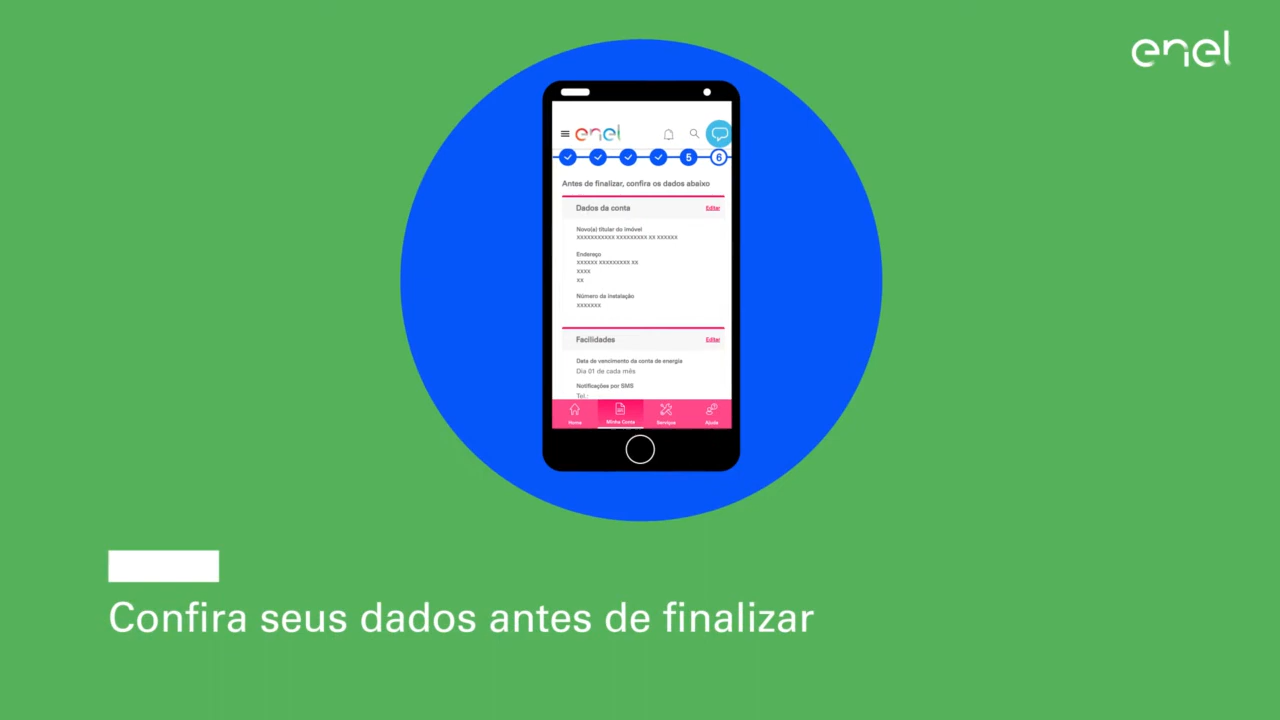 enel
enel
5 6
Antes de finalizar, confira os dados abaixo
Dados da conta Editar
Novo(a) titular do imóvel
xxxxxxxxxxx xxxxxxxxx xx xxxxxx
Endereço
xxxxxx xxxxxxxxx xx
xxxx
xx
Número da instalação
xxxxxxx
Facilidades Editar
Data de vencimento da conta de energia
Dia 01 de cada mês
Notificações por SMS
Tel.:
Home Minha Conta Serviços Ajuda
Confira seus dados antes de finalizar